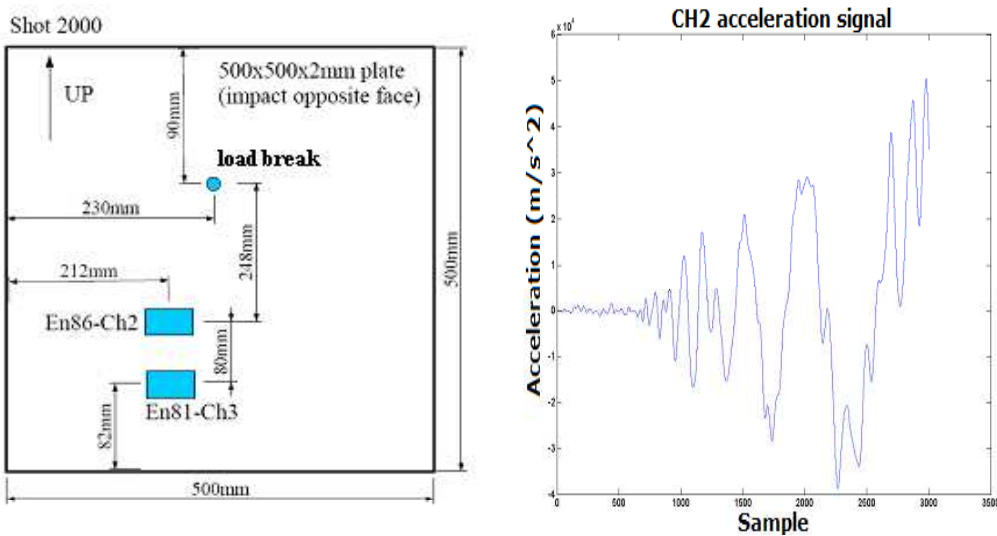 Shot 2000
UP
90mm
500x500x2mm plate
(impact opposite face)
load break
230mm
248mm
500mm
212mm
En86-Ch2
80mm
En81-Ch3
82mm
500mm
CH2 acceleration signal
x 10^4
Acceleration (m/s^2)
6
5
4
3
2
1
0
-1
-2
-3
-4
0
500
1000
1500
2000
2500
3000
3500
Sample